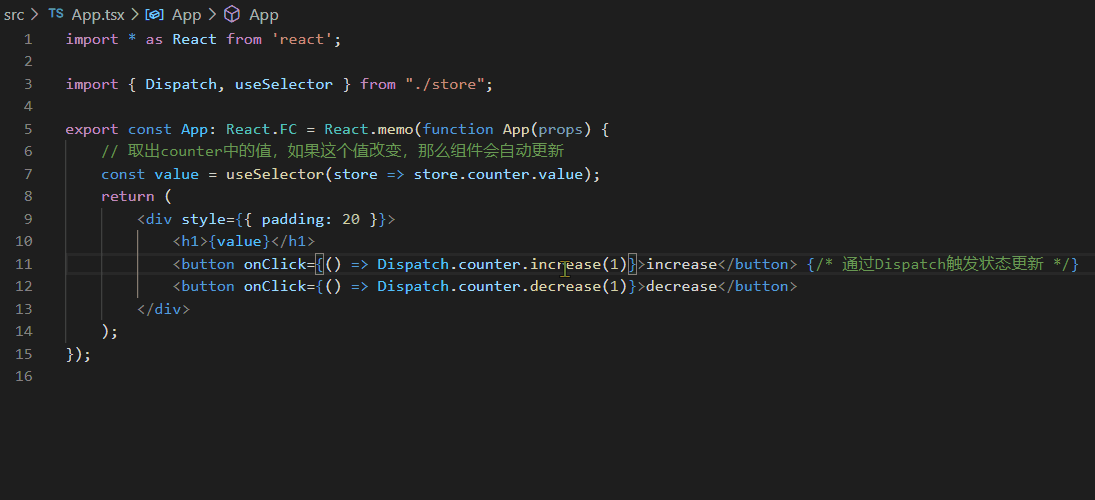 src > TS App.tsx > App > App
1 import * as React from 'react';
2
3 import { Dispatch, useSelector } from "./store";
4
5 export const App: React.FC = React.memo(function App(props) {
6     // 取出counter中的值，如果这个值改变，那么组件会自动更新
7     const value = useSelector(store => store.counter.value);
8     return (
9         <div style={{ padding: 20 }}>
10             <h1>{value}</h1>
11             <button onClick={() => Dispatch.counter.increase(1)}>increase</button> {/* 通过Dispatch触发状态更新 */}
12             <button onClick={() => Dispatch.counter.decrease(1)}>decrease</button>
13         </div>
14     );
15 });
16